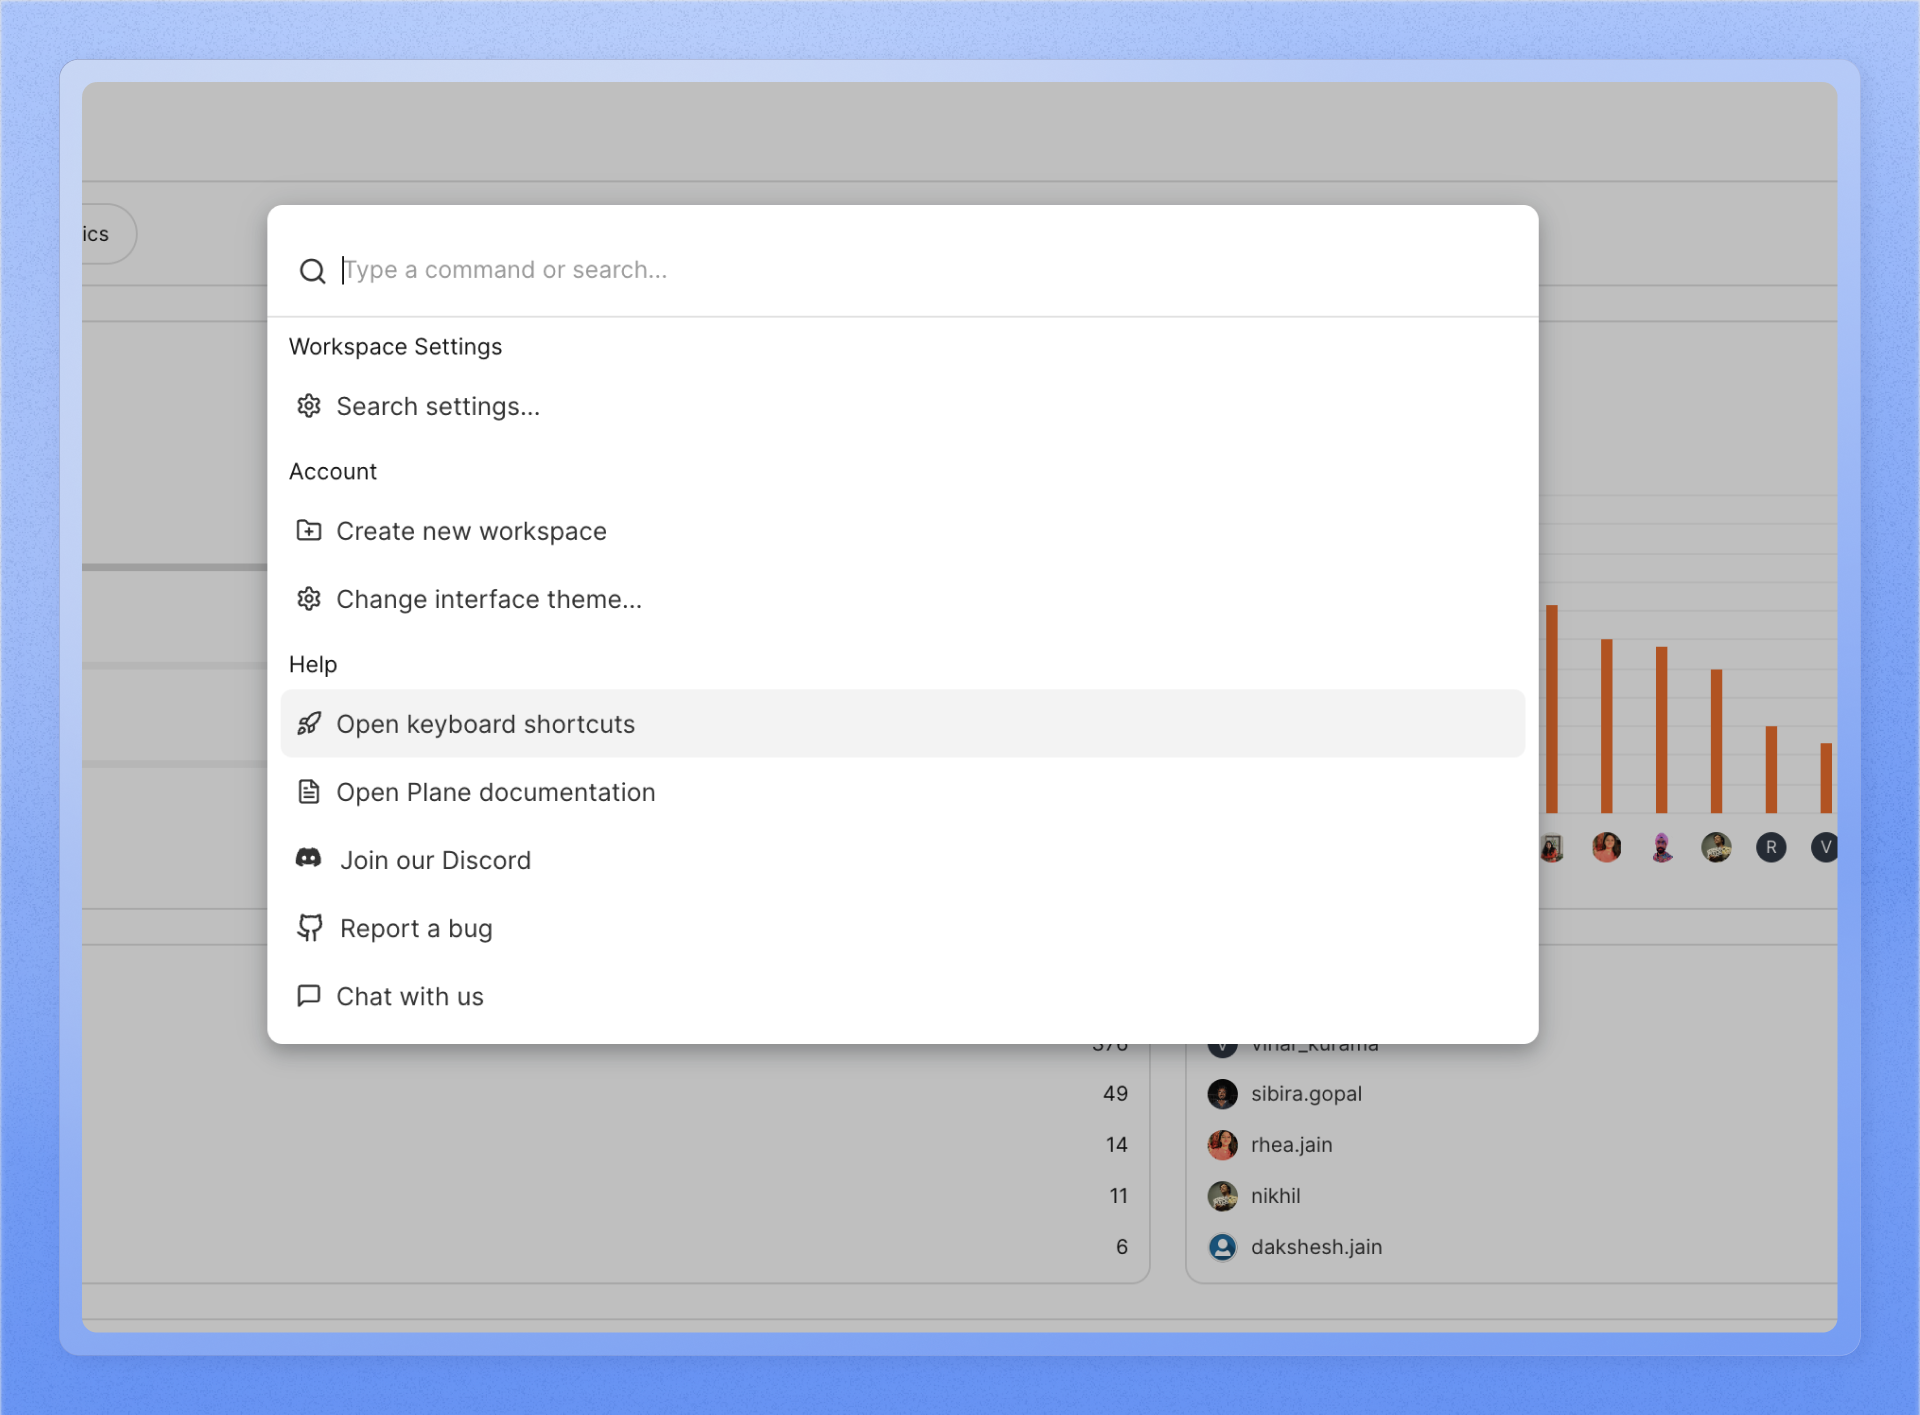 ics
Type a command or search...
Workspace Settings
Search settings...
Account
Create new workspace
Change interface theme...
Help
Open keyboard shortcuts
Open Plane documentation
Join our Discord
Report a bug
Chat with us
R
V
376
V
vihar_kurama
49
sibira.gopal
14
rhea.jain
11
nikhil
6
dakshesh.jain